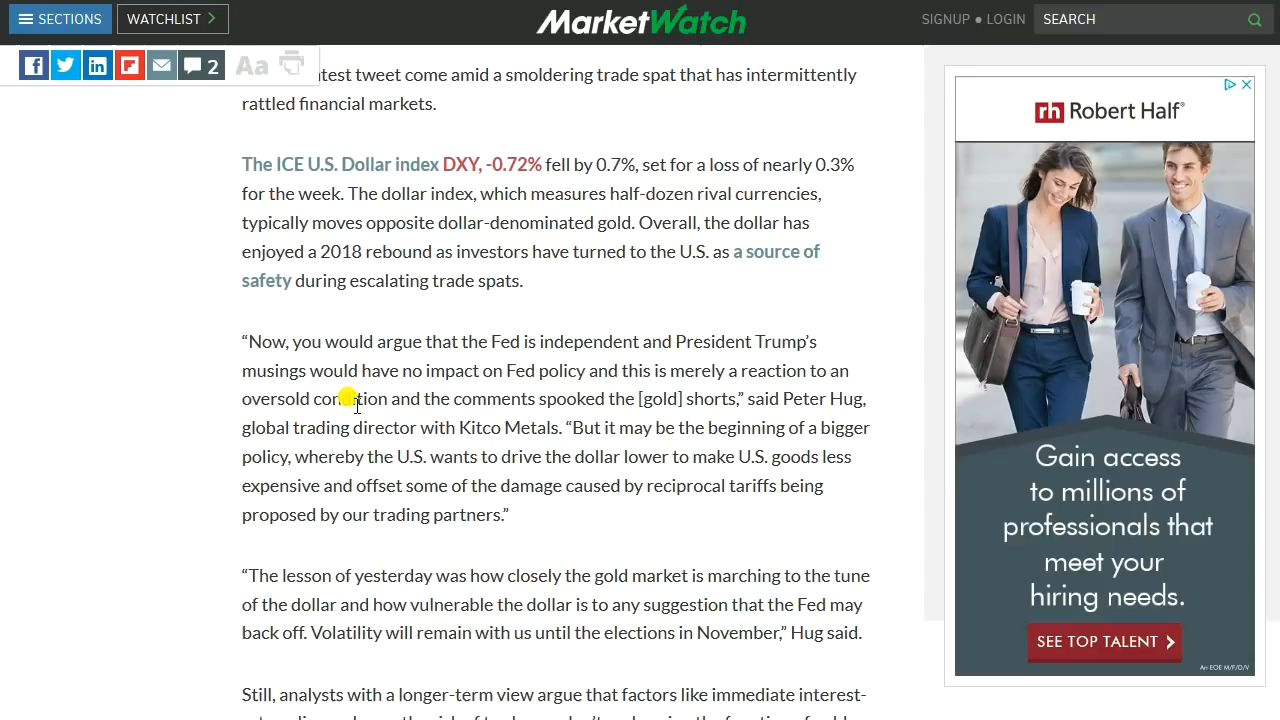 SECTIONS
WATCHLIST
MarketWatch
SIGNUP • LOGIN
SEARCH
2
Aa
atest tweet come amid a smoldering trade spat that has intermittently
rattled financial markets.
The ICE U.S. Dollar index DXY, -0.72% fell by 0.7%, set for a loss of nearly 0.3%
for the week. The dollar index, which measures half-dozen rival currencies,
typically moves opposite dollar-denominated gold. Overall, the dollar has
enjoyed a 2018 rebound as investors have turned to the U.S. as a source of
safety during escalating trade spats.
“Now, you would argue that the Fed is independent and President Trump’s
musings would have no impact on Fed policy and this is merely a reaction to an
oversold condition and the comments spooked the [gold] shorts,” said Peter Hug,
global trading director with Kitco Metals. “But it may be the beginning of a bigger
policy, whereby the U.S. wants to drive the dollar lower to make U.S. goods less
expensive and offset some of the damage caused by reciprocal tariffs being
proposed by our trading partners.”
“The lesson of yesterday was how closely the gold market is marching to the tune
of the dollar and how vulnerable the dollar is to any suggestion that the Fed may
back off. Volatility will remain with us until the elections in November,” Hug said.
Still, analysts with a longer-term view argue that factors like immediate interest-
rh Robert Half®
Gain access
to millions of
professionals that
meet your
hiring needs.
SEE TOP TALENT
An EOE M/F/D/V